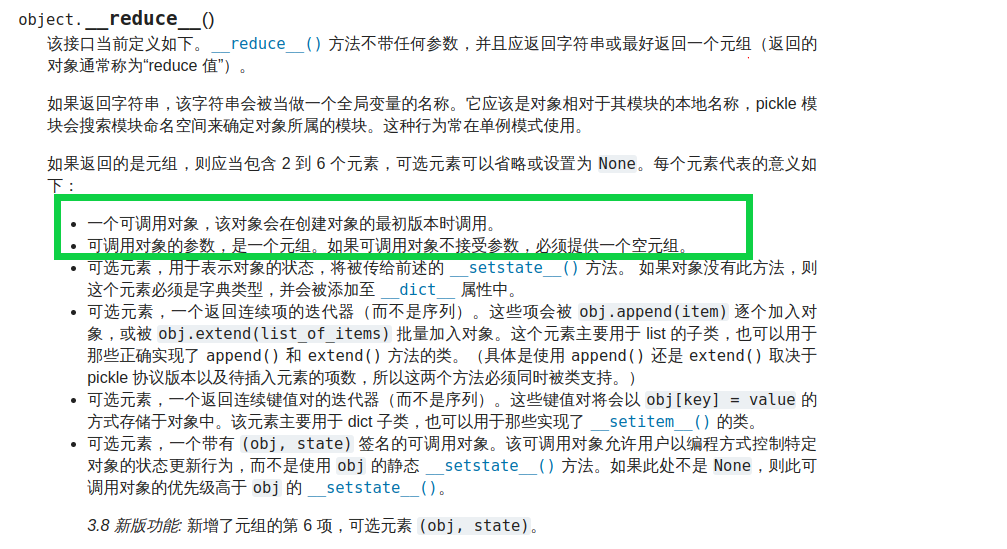 object.__reduce__()
该接口当前定义如下。__reduce__() 方法不带任何参数，并且应返回字符串或最好返回一个元组（返回的
对象通常称为“reduce 值”）。
如果返回字符串，该字符串会被当做一个全局变量的名称。它应该是对象相对于其模块的本地名称，pickle 模
块会搜索模块命名空间来确定对象所属的模块。这种行为常在单例模式使用。
如果返回的是元组，则应当包含 2 到 6 个元素，可选元素可以省略或设置为 None。每个元素代表的意义如
下：
• 一个可调用对象，该对象会在创建对象的最初版本时调用。
• 可调用对象的参数，是一个元组。如果可调用对象不接受参数，必须提供一个空元组。
• 可选元素，用于表示对象的状态，将被传给前述的 __setstate__() 方法。 如果对象没有此方法，则
这个元素必须是字典类型，并会被添加至 __dict__ 属性中。
• 可选元素，一个返回连续项的迭代器（而不是序列）。这些项会被 obj.append(item) 逐个加入对
象，或被 obj.extend(list_of_items) 批量加入对象。这个元素主要用于 list 的子类，也可以用于
那些正确实现了 append() 和 extend() 方法的类。（具体是使用 append() 还是 extend() 取决于
pickle 协议版本以及待插入元素的项数，所以这两个方法必须同时被类支持。）
• 可选元素，一个返回连续键值对的迭代器（而不是序列）。这些键值对将会以 obj[key] = value 的
方式存储于对象中。该元素主要用于 dict 子类，也可以用于那些实现了 __setitem__() 的类。
• 可选元素，一个带有 (obj, state) 签名的可调用对象。该可调用对象允许用户以编程方式控制特定
对象的状态更新行为，而不是使用 obj 的静态 __setstate__() 方法。如果此处不是 None，则此可
调用对象的优先级高于 obj 的 __setstate__()。
3.8 新版功能: 新增了元组的第 6 项，可选元素 (obj, state)。